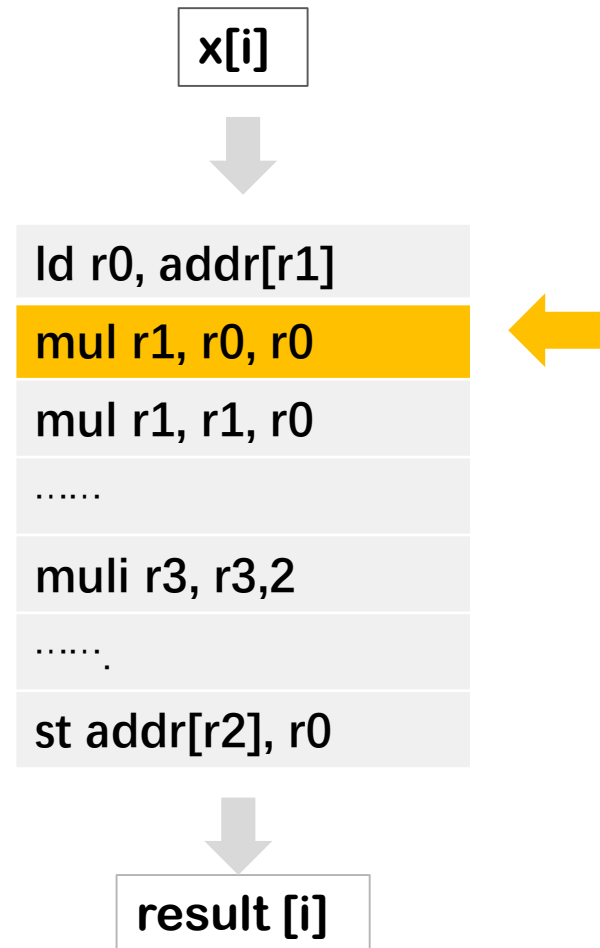 x[i]
ld r0, addr[r1]
mul r1, r0, r0
mul r1, r1, r0
……
muli r3, r3,2
…….
st addr[r2], r0
result [i]